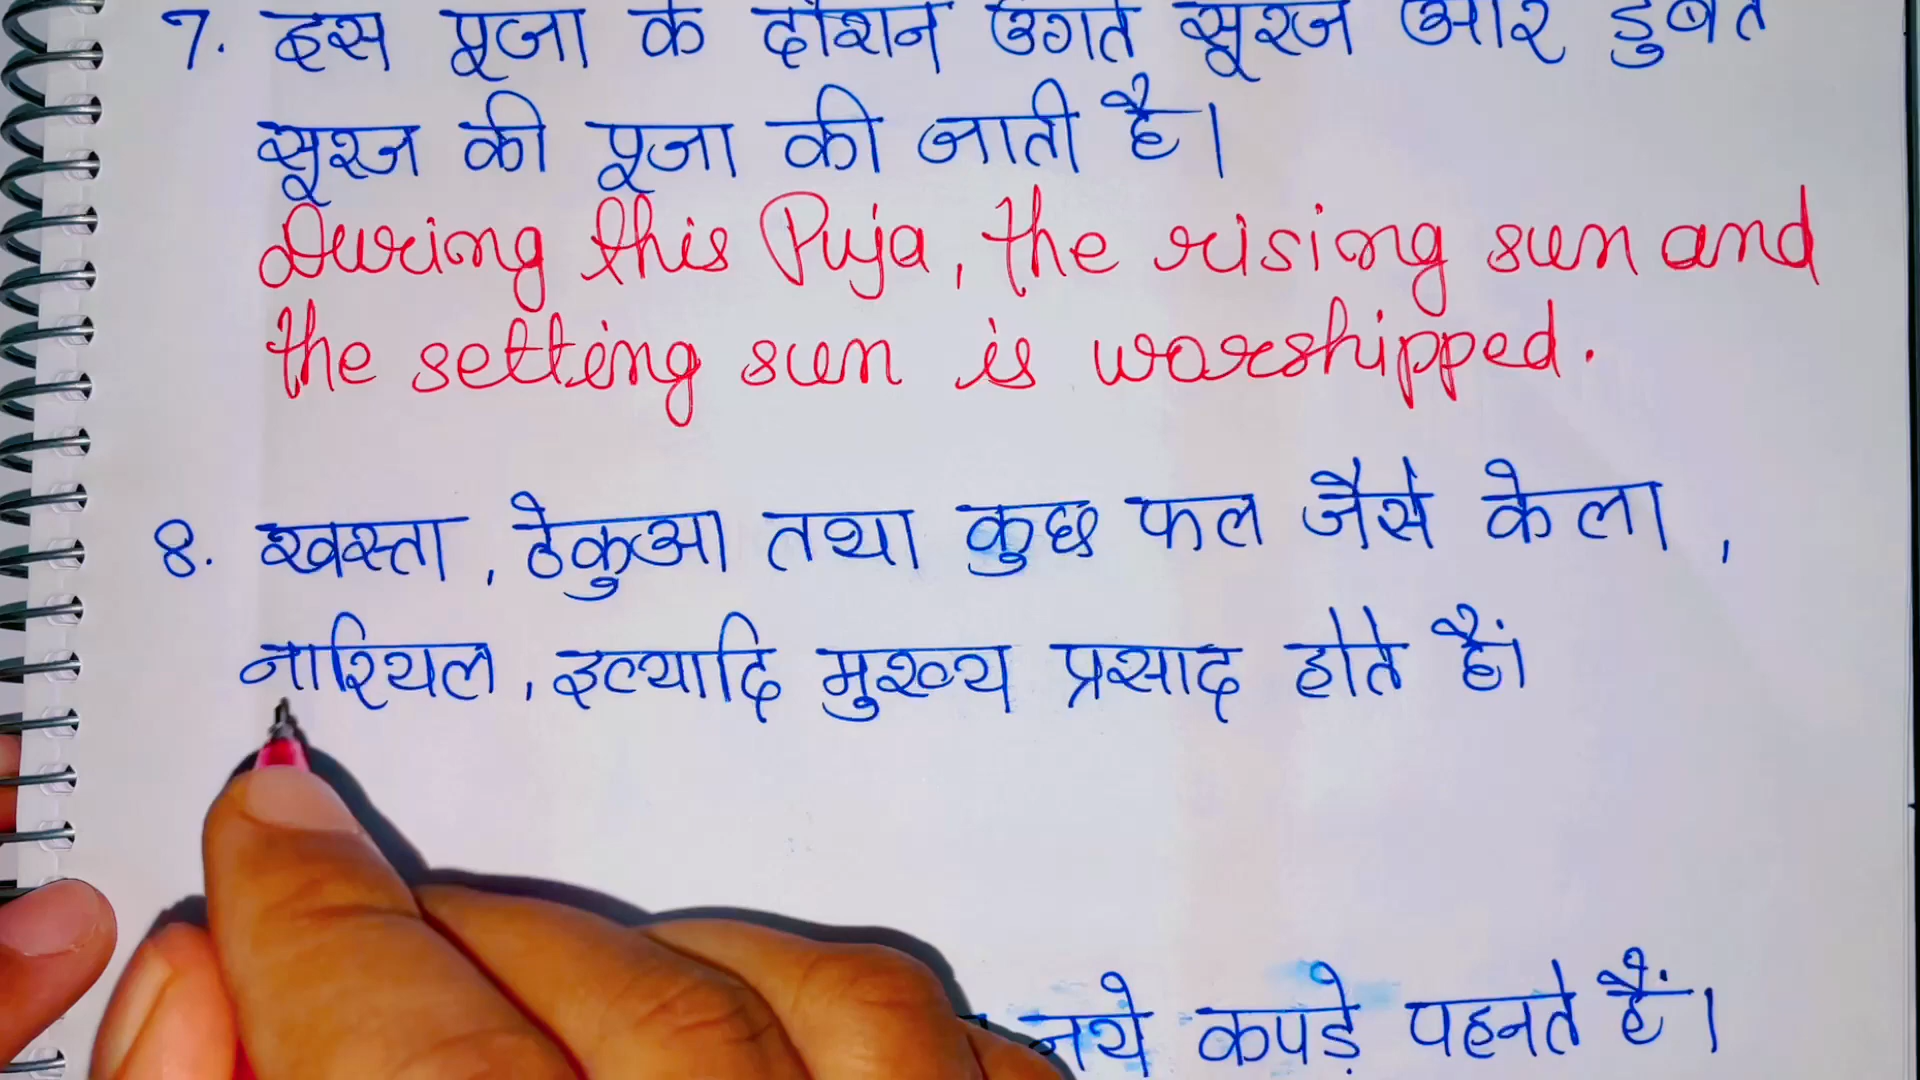 7. इस पूजा के दौरान उगते सूरज और डुबते
सूरज की पूजा की जाती है।
During this Puja, the rising sun and
the setting sun is worshipped.
8. खस्ता, ठेकुआ तथा कुछ फल जैसे केला,
नारियल, इत्यादि मुख्य प्रसाद होते हैं।
नये कपड़े पहनते हैं।